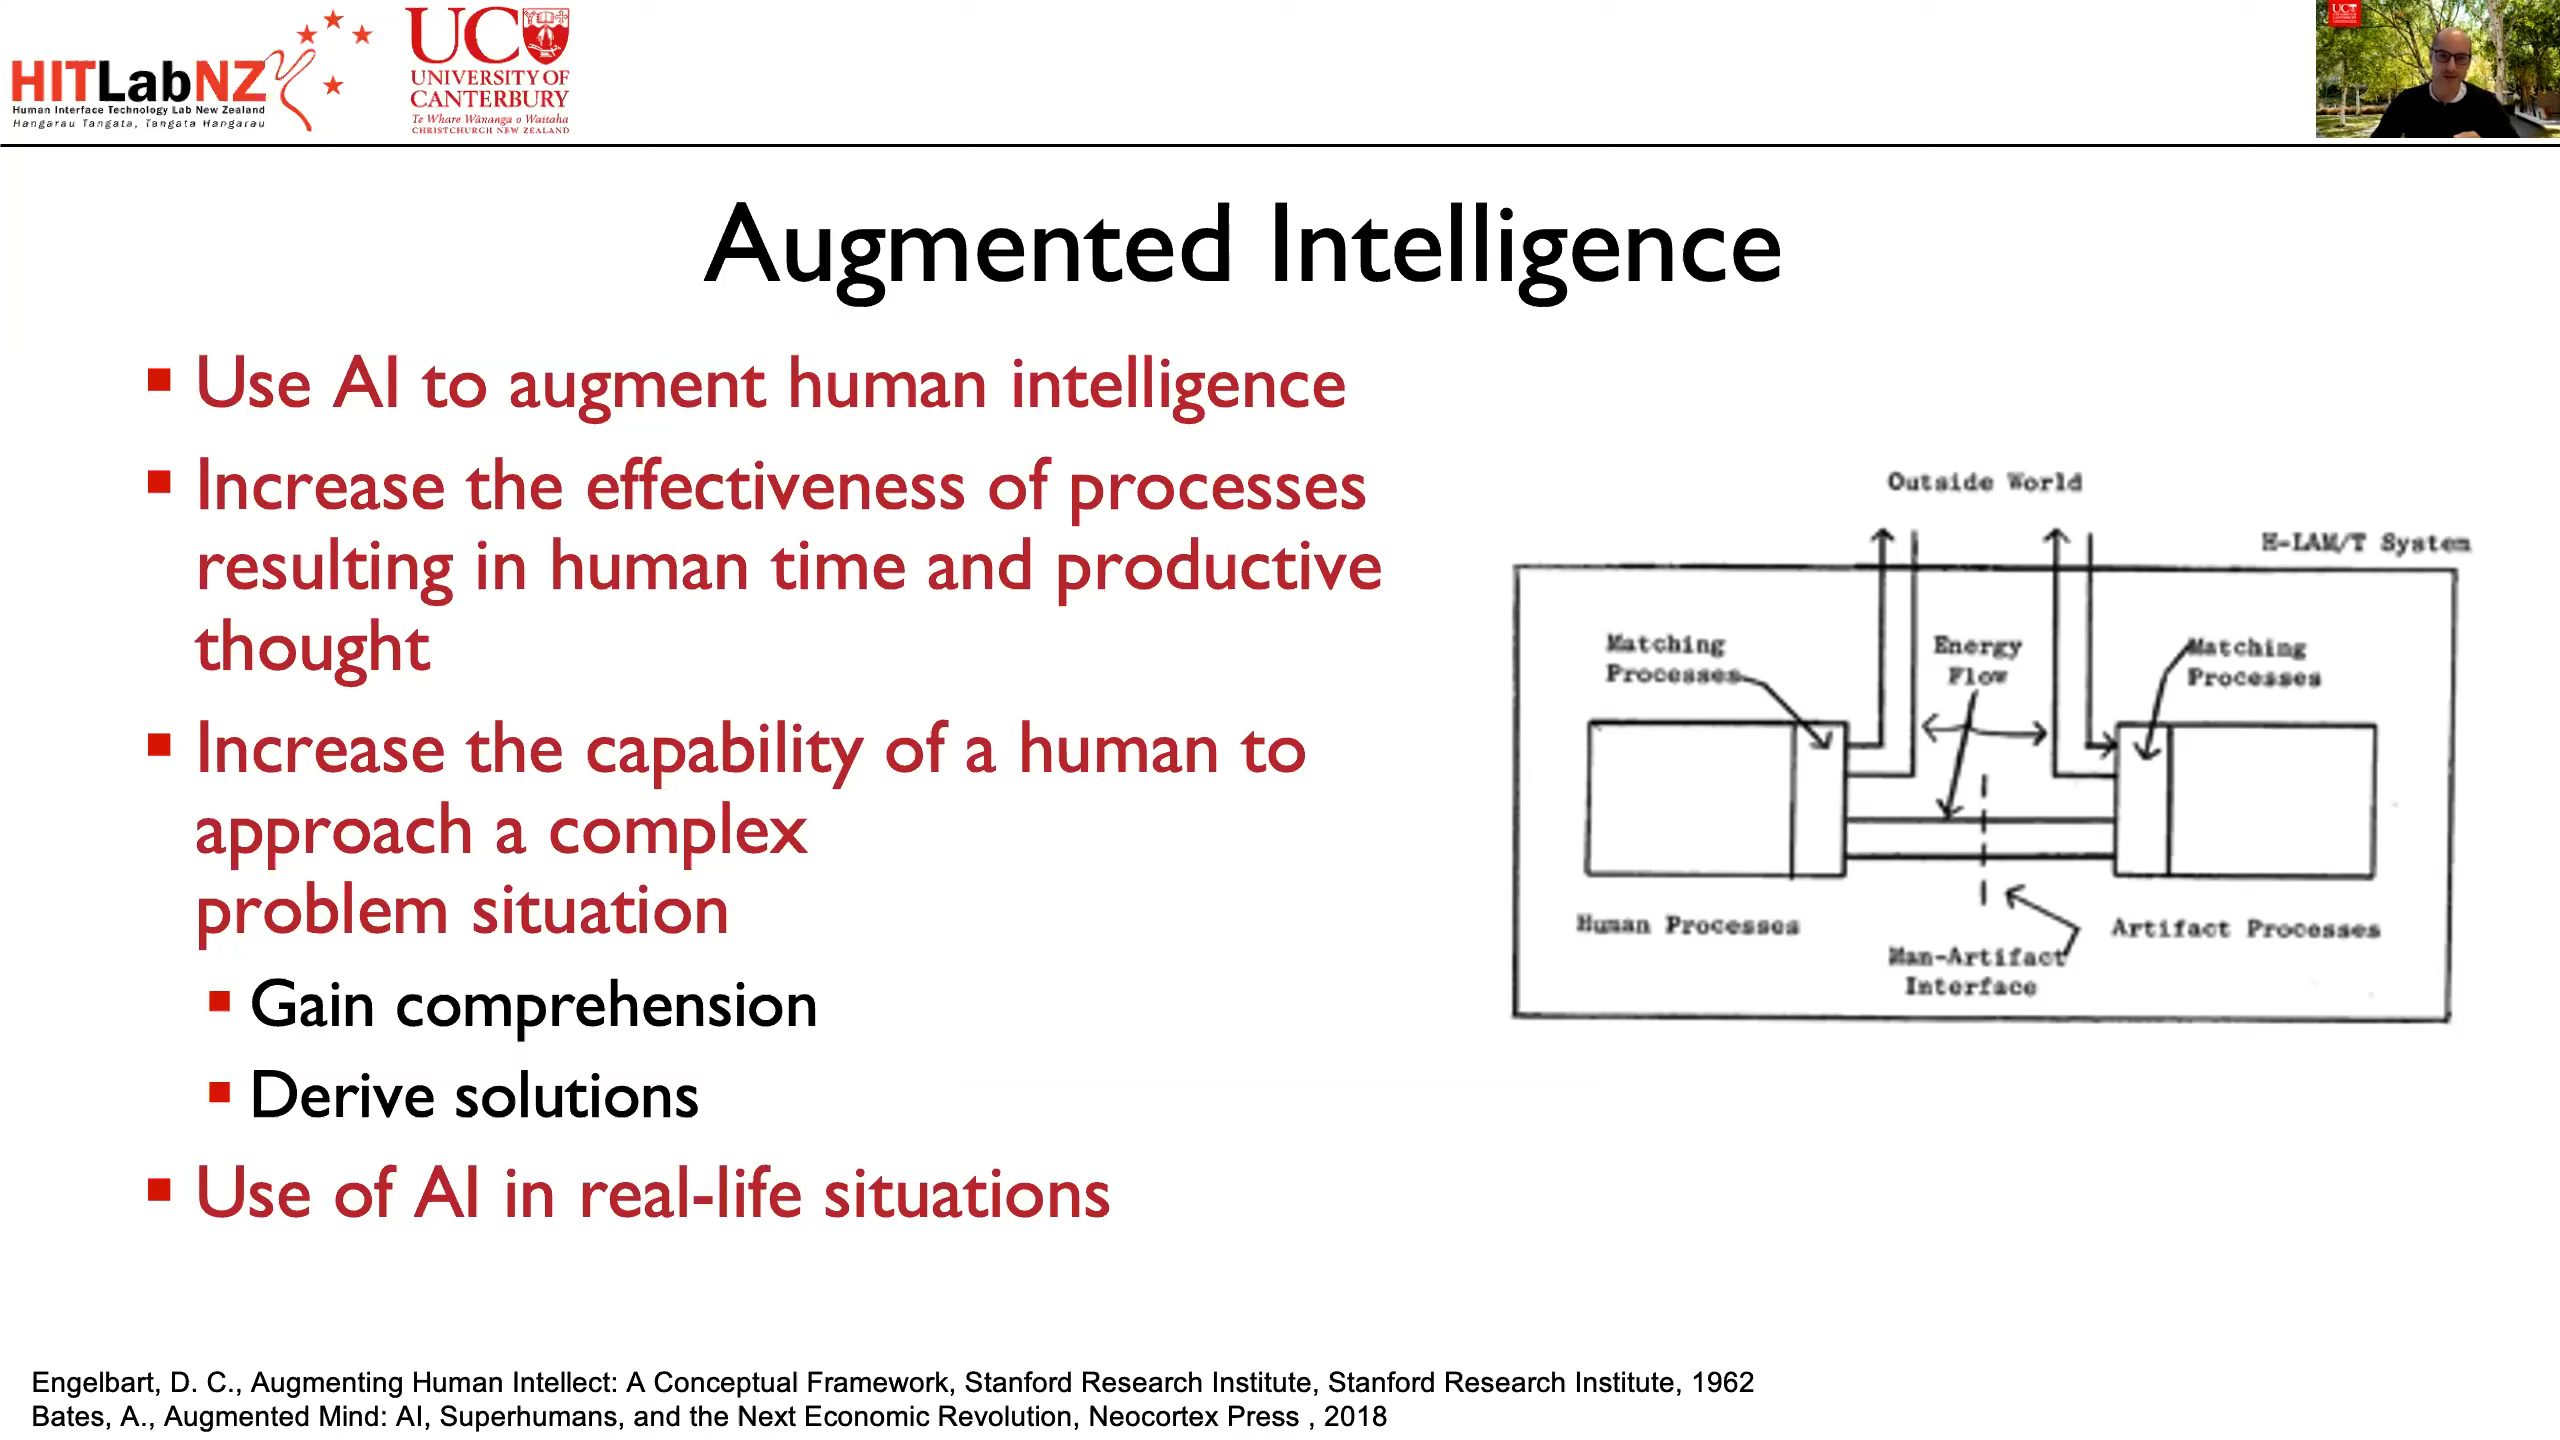 HITLabNZ
Human Interface Technology Lab New Zealand
Hangarau Tangata, Tangata Hangarau
UC
UNIVERSITY OF
CANTERBURY
Te Whare Wānanga o Waitaha
CHRISTCHURCH NEW ZEALAND
UC
Augmented Intelligence
Use AI to augment human intelligence
Increase the effectiveness of processes
resulting in human time and productive
thought
Increase the capability of a human to
approach a complex
problem situation
Gain comprehension
Derive solutions
Use of AI in real-life situations
Outside World
H-LAM/T System
Matching
Processes
Energy
Flow
Matching
Processes
Human Processes
Man-Artifact
Interface
Artifact Processes
Engelbart, D. C., Augmenting Human Intellect: A Conceptual Framework, Stanford Research Institute, Stanford Research Institute, 1962
Bates, A., Augmented Mind: AI, Superhumans, and the Next Economic Revolution, Neocortex Press , 2018